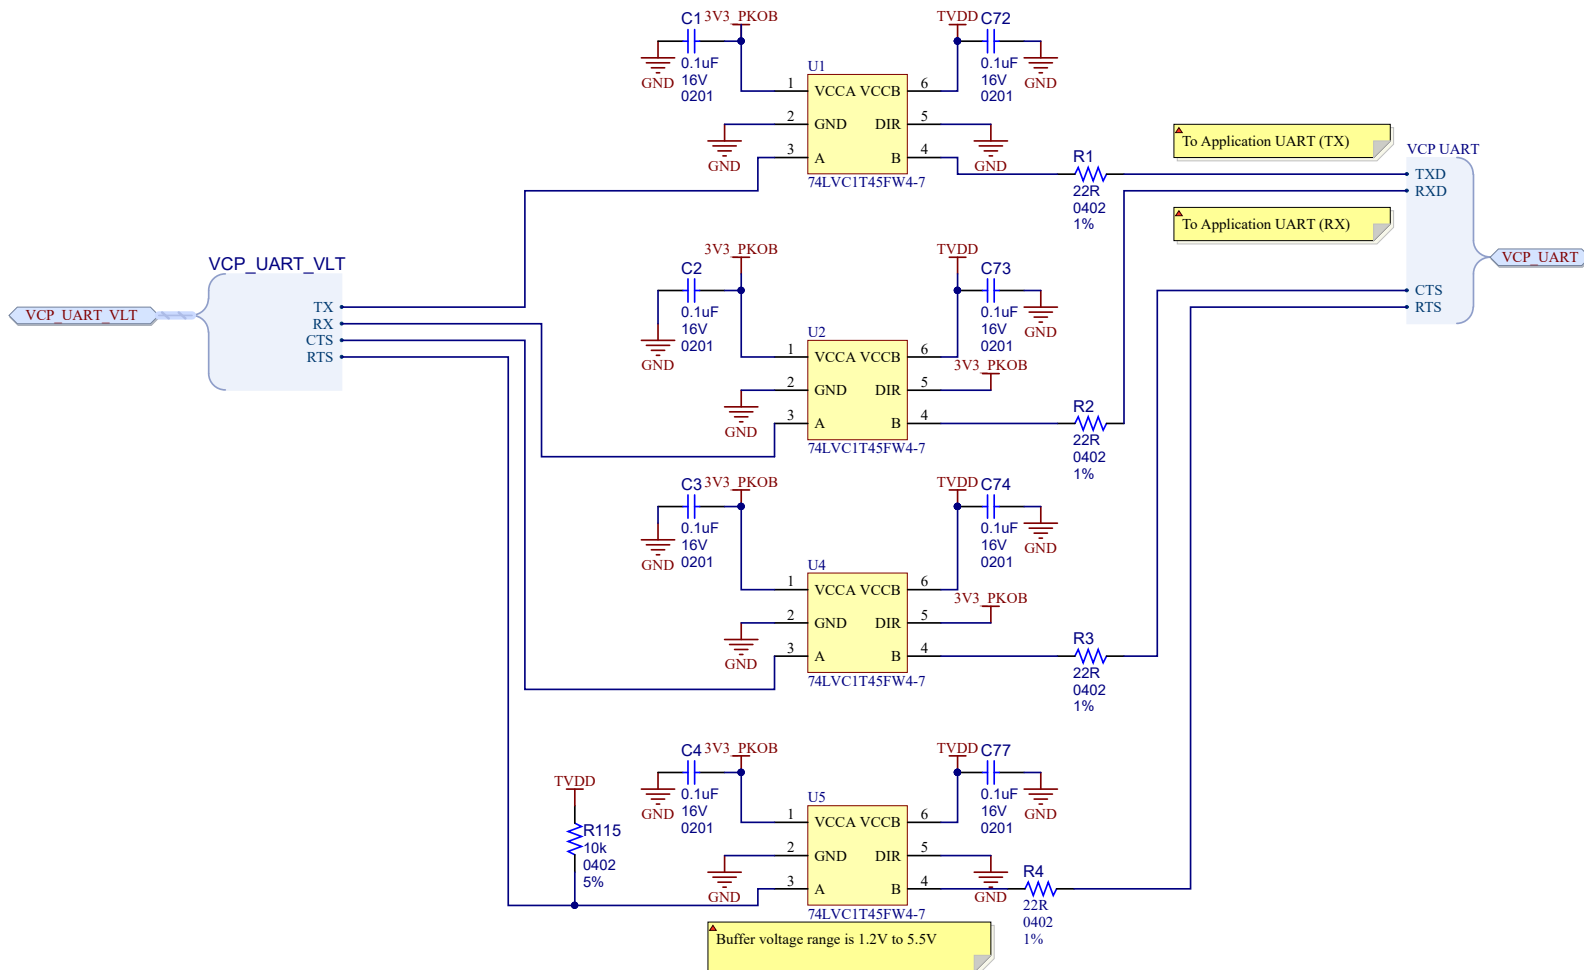 C1 3V3_PKOB
0.1uF
16V
0201
GND
TVDD C72
0.1uF
16V
0201
GND
U1
1 VCCA VCCB 6
2 GND DIR 5
3 A B 4
74LVC1T45FW4-7
GND
GND
R1
22R
0402
1%
To Application UART (TX)
To Application UART (RX)
VCP UART
TXD
RXD
CTS
RTS
VCP_UART
VCP_UART_VLT
VCP_UART_VLT
TX
RX
CTS
RTS
3V3_PKOB
C2
0.1uF
16V
0201
GND
TVDD
C73
0.1uF
16V
0201
GND
U2
1 VCCA VCCB 6
3V3_PKOB
2 GND DIR 5
3 A B 4
74LVC1T45FW4-7
GND
R2
22R
0402
1%
C3 3V3_PKOB
0.1uF
16V
0201
GND
TVDD C74
0.1uF
16V
0201
GND
U4
1 VCCA VCCB 6
3V3_PKOB
2 GND DIR 5
3 A B 4
74LVC1T45FW4-7
GND
R3
22R
0402
1%
C4 3V3_PKOB
0.1uF
16V
0201
GND
TVDD C77
0.1uF
16V
0201
GND
TVDD
R115
10k
0402
5%
U5
1 VCCA VCCB 6
2 GND DIR 5
3 A B 4
74LVC1T45FW4-7
GND
GND
R4
22R
0402
1%
Buffer voltage range is 1.2V to 5.5V